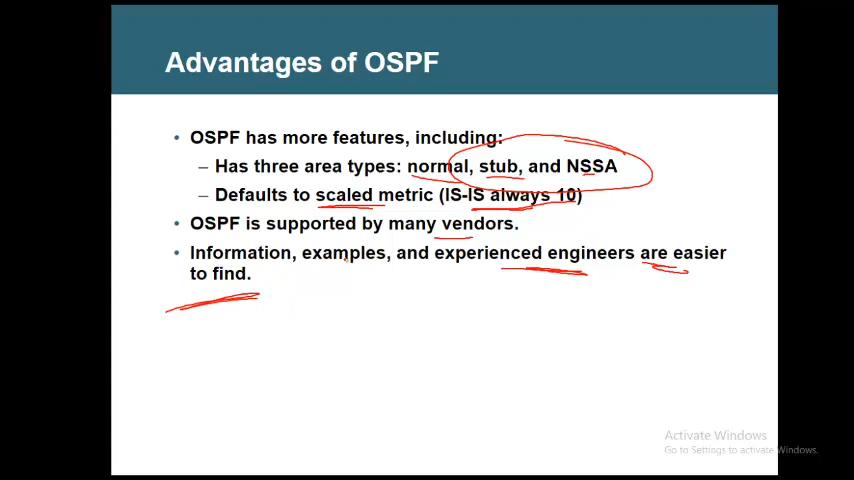 Advantages of OSPF
• OSPF has more features, including:
– Has three area types: normal, stub, and NSSA
– Defaults to scaled metric (IS-IS always 10)
• OSPF is supported by many vendors.
• Information, examples, and experienced engineers are easier
to find.
Activate Windows
Go to Settings to activate Windows.